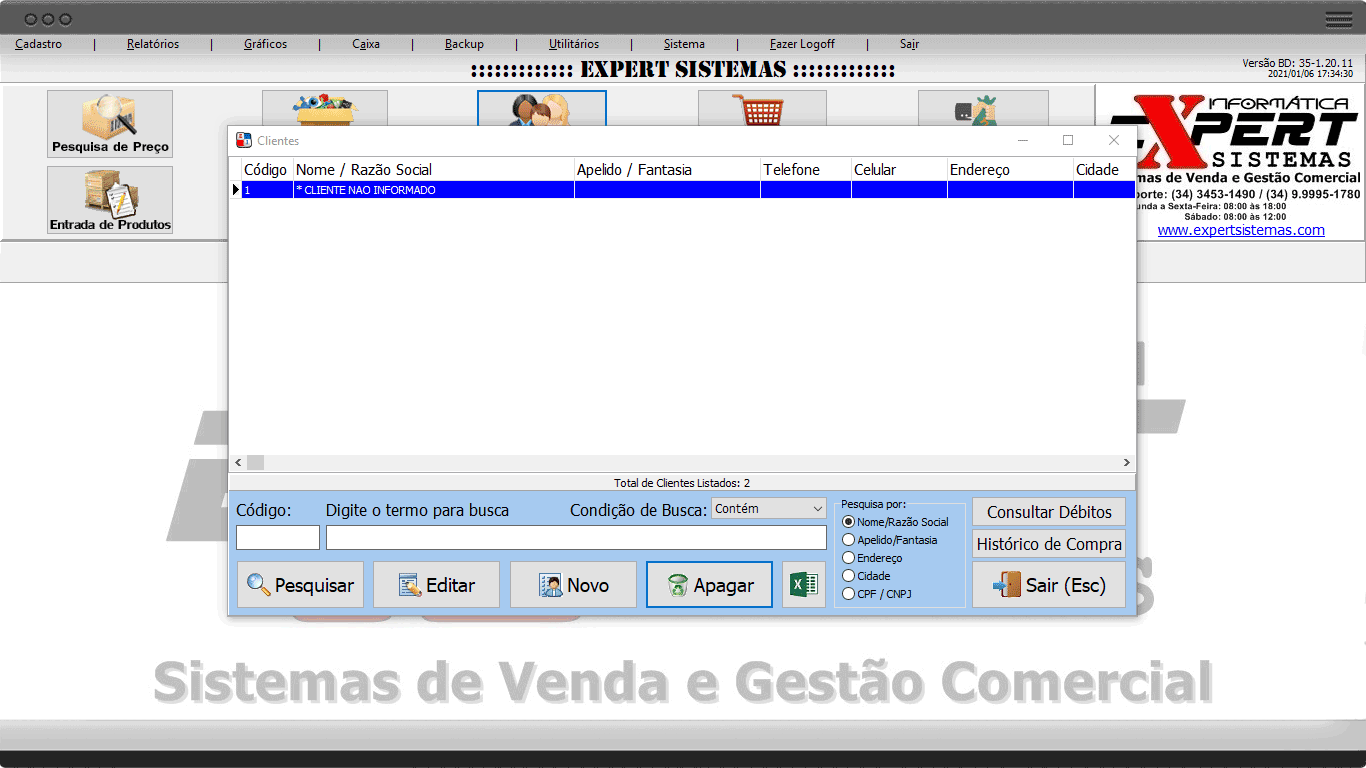 Cadastro | Relatórios | Gráficos | Caixa | Backup | Utilitários | Sistema | Fazer Logoff | Sair
:::::::::::: EXPERT SISTEMAS ::::::::::::
Versão BD: 35-1.20.11
2021/01/06 17:34:30
Pesquisa de Preço
Entrada de Produtos
INFORMÁTICA
EXPERT
SISTEMAS
mas de Venda e Gestão Comercial
porte: (34) 3453-1490 / (34) 9.9995-1780
unda a Sexta-Feira: 08:00 às 18:00
Sábado: 08:00 às 12:00
www.expertsistemas.com
Clientes
Código Nome / Razão Social Apelido / Fantasia Telefone Celular Endereço Cidade
1 * CLIENTE NAO INFORMADO
Total de Clientes Listados: 2
Código: Digite o termo para busca Condição de Busca: Contém
Pesquisa por:
Nome/Razão Social
Apelido/Fantasia
Endereço
Cidade
CPF / CNPJ
Consultar Débitos
Histórico de Compra
Pesquisar Editar Novo Apagar Sair (Esc)
Sistemas de Venda e Gestão Comercial